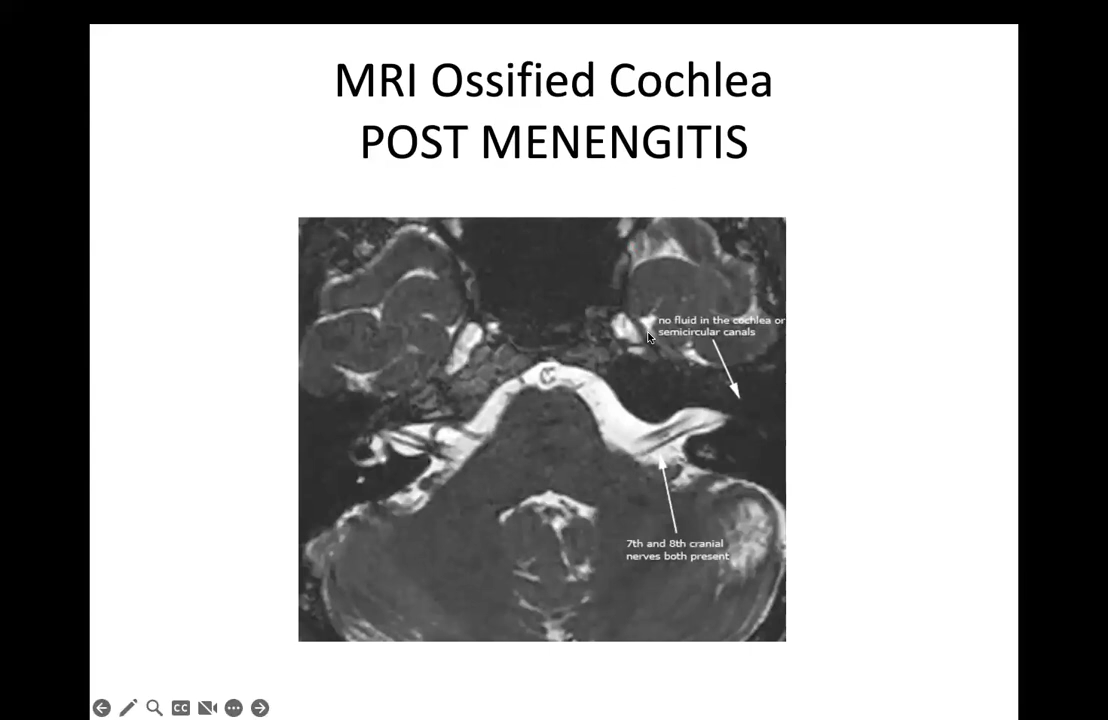 MRI Ossified Cochlea
POST MENENGITIS
no fluid in the cochlea or
semicircular canals
7th and 8th cranial
nerves both present
CC